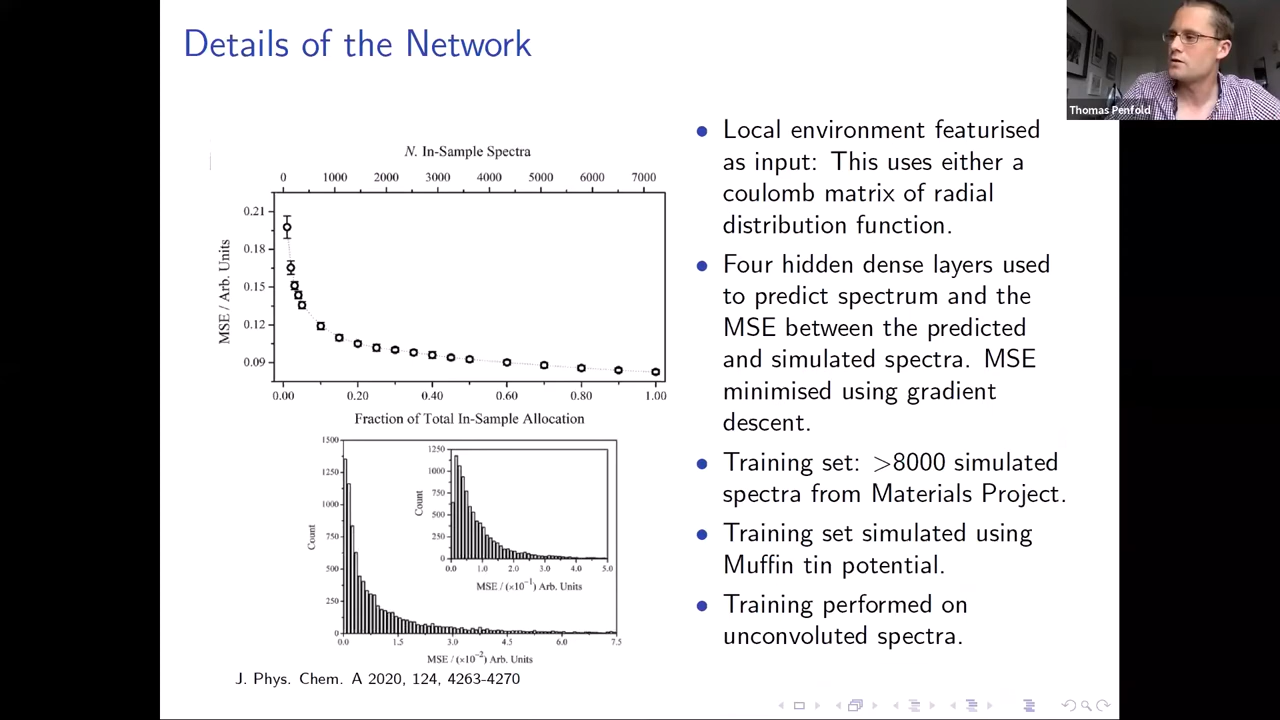 Details of the Network
Thomas Penfold
N. In-Sample Spectra
0 1000 2000 3000 4000 5000 6000 7000
0.21
0.18
0.15
0.12
0.09
MSE / Arb. Units
0.00 0.20 0.40 0.60 0.80 1.00
Fraction of Total In-Sample Allocation
1500
1250
1000
750
500
250
0
Count
0.0 1.5 3.0 4.5 6.0 7.5
MSE / (×10⁻²) Arb. Units
1250
1000
750
500
250
0
Count
0.0 1.0 2.0 3.0 4.0 5.0
MSE / (×10⁻¹) Arb. Units
J. Phys. Chem. A 2020, 124, 4263-4270
• Local environment featurised
as input: This uses either a
coulomb matrix of radial
distribution function.
• Four hidden dense layers used
to predict spectrum and the
MSE between the predicted
and simulated spectra. MSE
minimised using gradient
descent.
• Training set: >8000 simulated
spectra from Materials Project.
• Training set simulated using
Muffin tin potential.
• Training performed on
unconvoluted spectra.